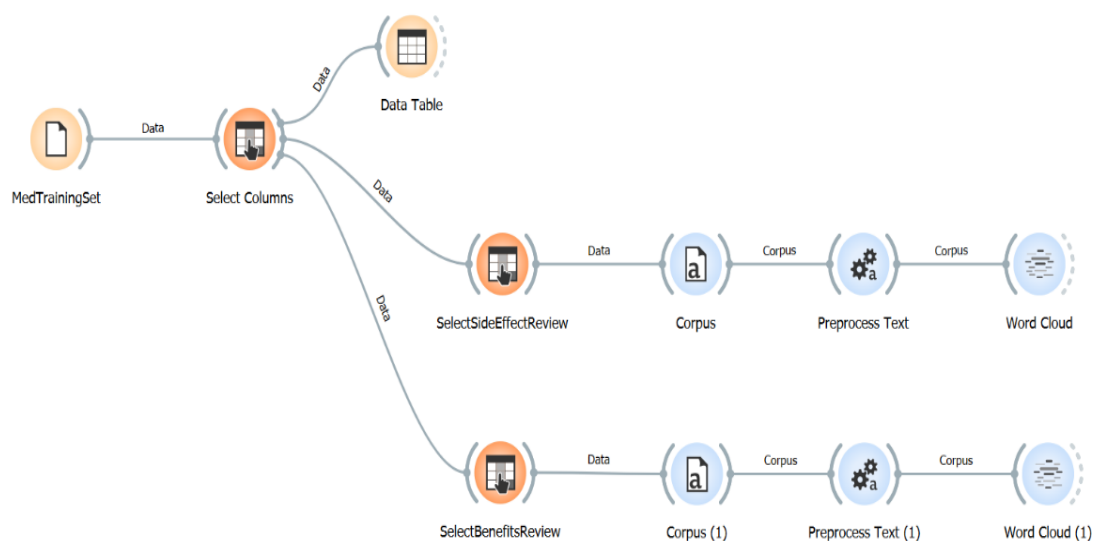 Data Table
Data
Data
MedTrainingSet
Select Columns
Data
Data
Corpus
Corpus
a
a
SelectSideEffectReview
Corpus
Preprocess Text
Word Cloud
Data
Data
Corpus
Corpus
a
a
SelectBenefitsReview
Corpus (1)
Preprocess Text (1)
Word Cloud (1)